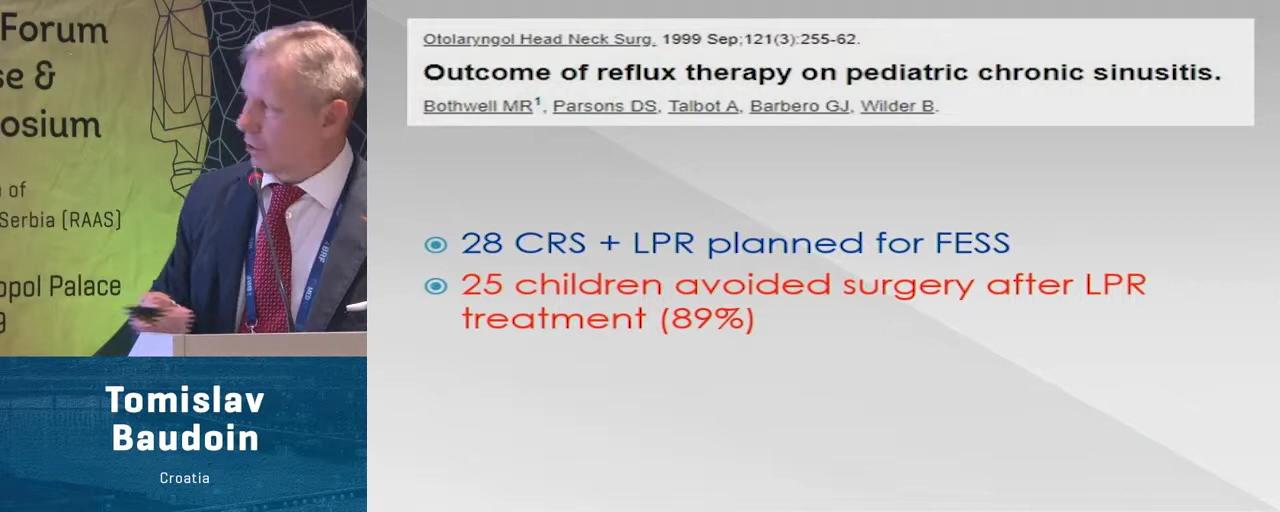 Forum
se &
osium
of
Serbia (RAAS)
opol Palace
9
Tomislav
Baudoin
Croatia
Otolaryngol Head Neck Surg. 1999 Sep;121(3):255-62.
Outcome of reflux therapy on pediatric chronic sinusitis.
Bothwell MR¹, Parsons DS, Talbot A, Barbero GJ, Wilder B.
28 CRS + LPR planned for FESS
25 children avoided surgery after LPR
treatment (89%)